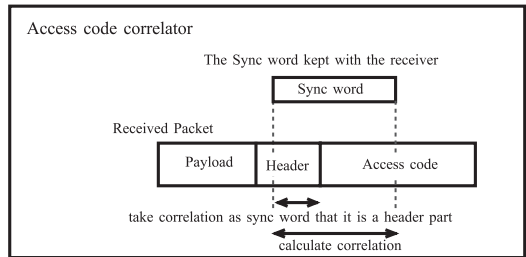 Access code correlator
The Sync word kept with the receiver
Sync word
Received Packet
Payload
Header
Access code
take correlation as sync word that it is a header part
calculate correlation